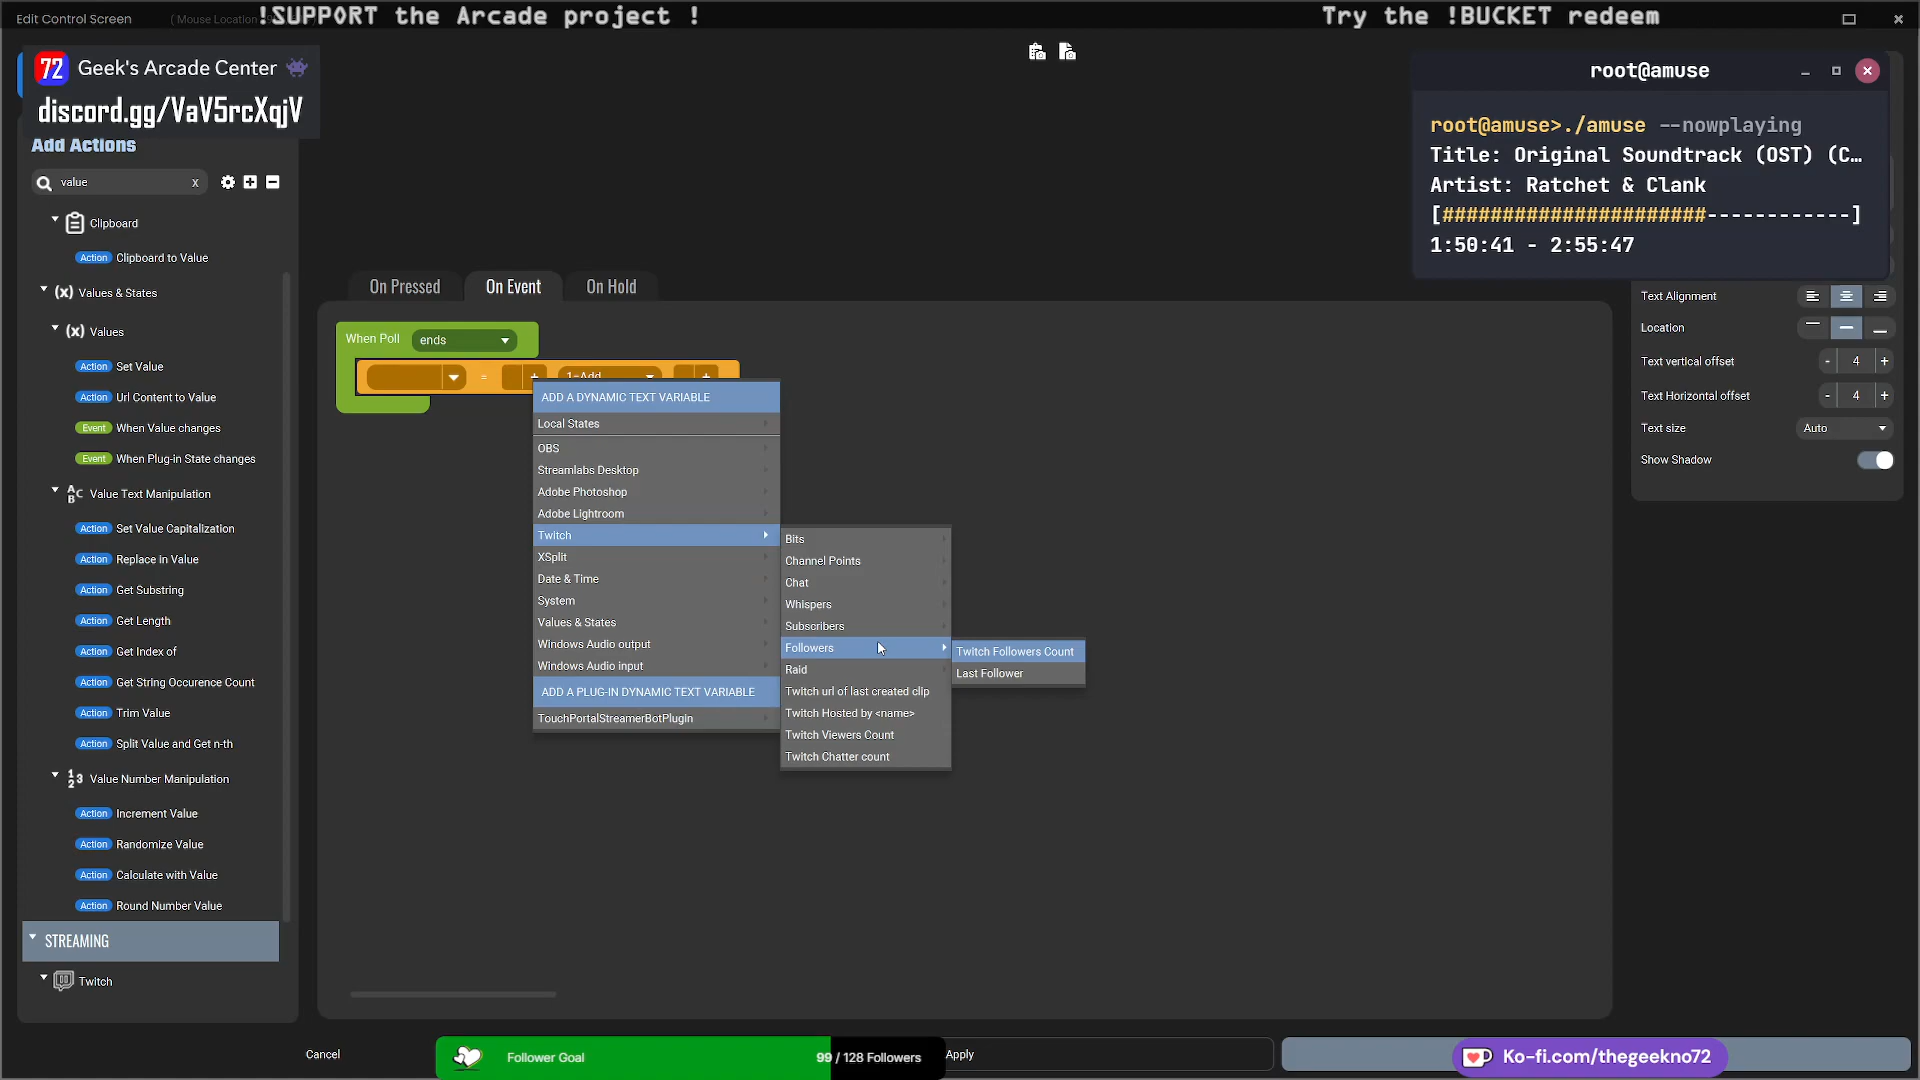 Edit Control Screen
( Mouse Location
!SUPPORT the Arcade project !
Try the !BUCKET redeem
72 Geek's Arcade Center
discord.gg/VaV5rcXqjV
root@amuse
root@amuse>./amuse --nowplaying
Title: Original Soundtrack (OST) (C…
Artist: Ratchet & Clank
[######################------------]
1:50:41 - 2:55:47
Add Actions
value
x
Clipboard
Action Clipboard to Value
Values & States
Values
Action Set Value
Action Url Content to Value
Event When Value changes
Event When Plug-in State changes
Value Text Manipulation
Action Set Value Capitalization
Action Replace in Value
Action Get Substring
Action Get Length
Action Get Index of
Action Get String Occurence Count
Action Trim Value
Action Split Value and Get n-th
Value Number Manipulation
Action Increment Value
Action Randomize Value
Action Calculate with Value
Action Round Number Value
STREAMING
Twitch
On Pressed
On Event
On Hold
When Poll ends
= + 1=Add +
ADD A DYNAMIC TEXT VARIABLE
Local States
OBS
Streamlabs Desktop
Adobe Photoshop
Adobe Lightroom
Twitch
XSplit
Date & Time
System
Values & States
Windows Audio output
Windows Audio input
ADD A PLUG-IN DYNAMIC TEXT VARIABLE
TouchPortalStreamerBotPlugin
Bits
Channel Points
Chat
Whispers
Subscribers
Followers
Raid
Twitch url of last created clip
Twitch Hosted by <name>
Twitch Viewers Count
Twitch Chatter count
Twitch Followers Count
Last Follower
Text Alignment
Location
Text vertical offset - 4 +
Text Horizontal offset - 4 +
Text size Auto
Show Shadow
Cancel
Follower Goal
99 / 128 Followers
Apply
Ko-fi.com/thegeekno72